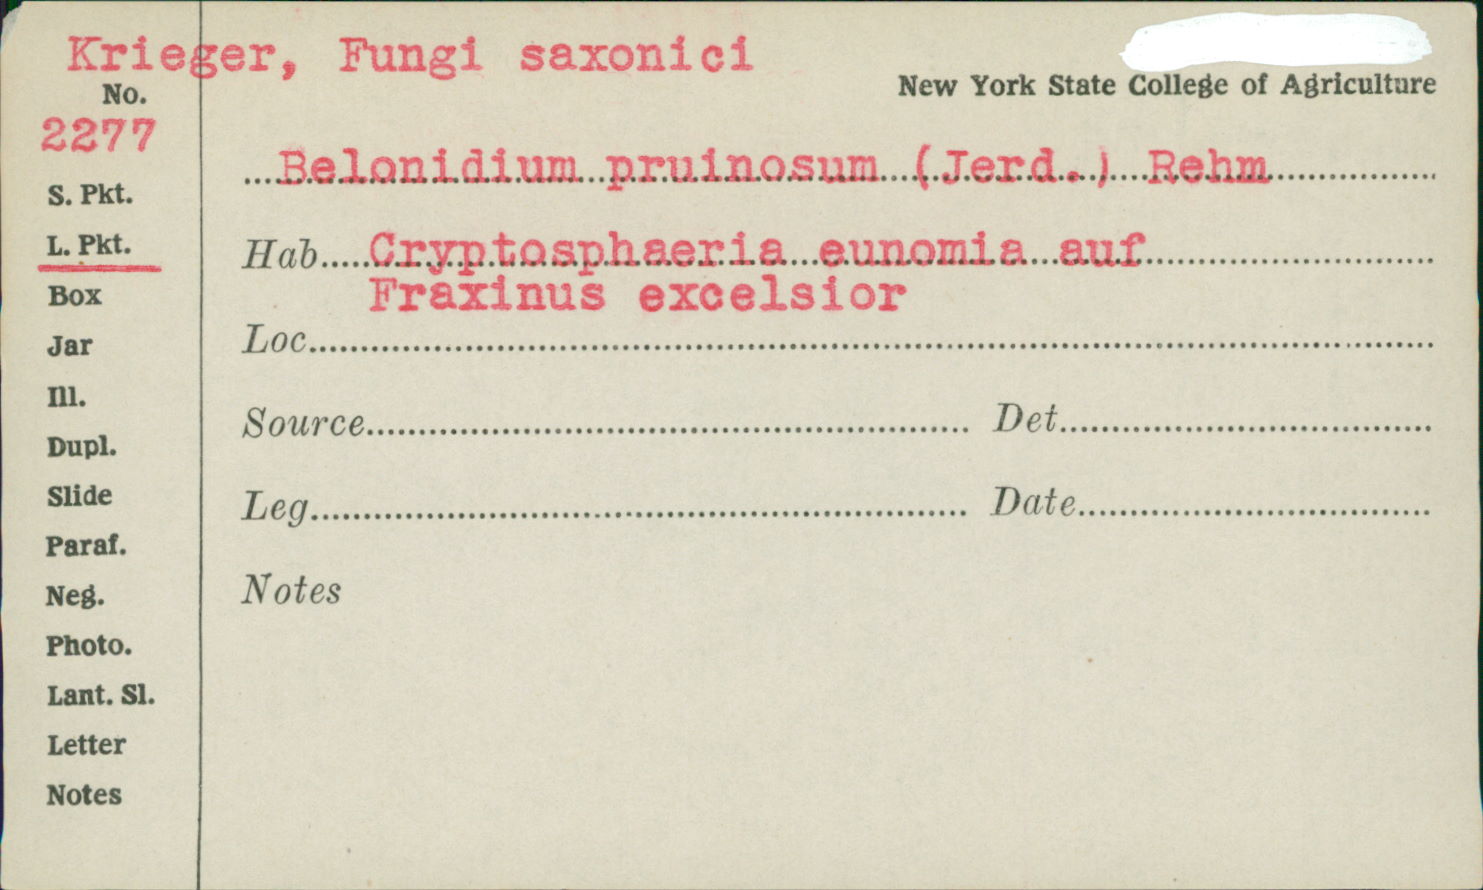 Krieger, Fungi saxonici
New York State College of Agriculture
No.
2277
Belonidium pruinosum (Jerd.) Rehm
S. Pkt.
L. Pkt.
Hab. Cryptosphaeria eunomia auf
Fraxinus excelsior
Box
Jar
Loc.
Ill.
Source Det.
Dupl.
Slide
Leg. Date
Paraf.
Neg.
Notes
Photo.
Lant. Sl.
Letter
Notes